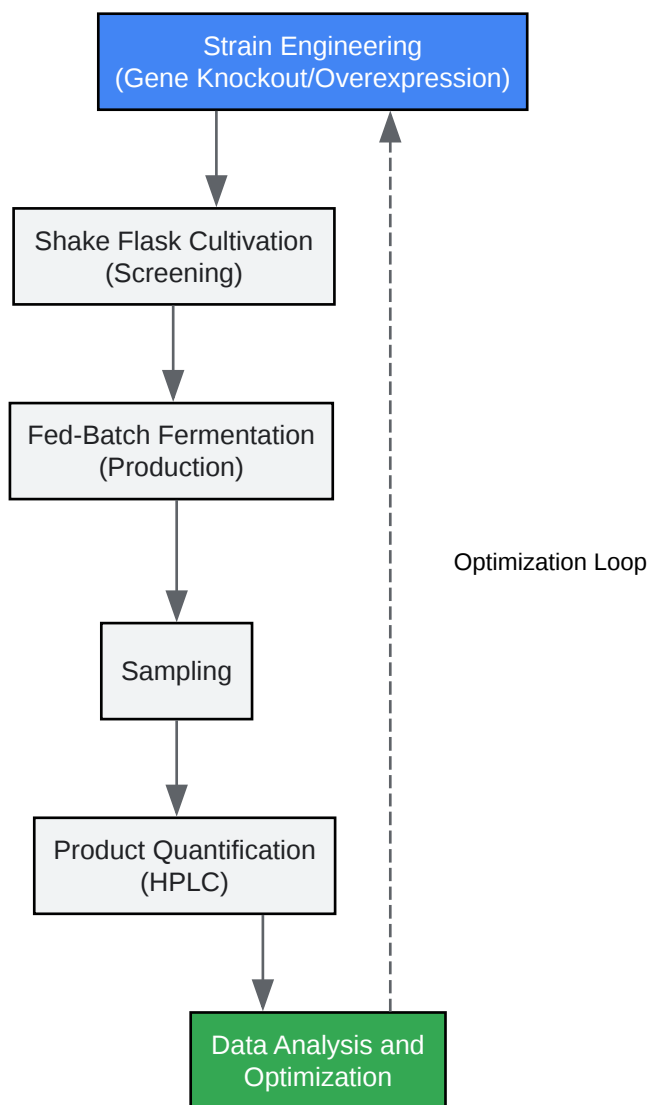 Strain Engineering
(Gene Knockout/Overexpression)
Shake Flask Cultivation
(Screening)
Fed-Batch Fermentation
(Production)
Optimization Loop
Sampling
Product Quantification
(HPLC)
Data Analysis and
Optimization